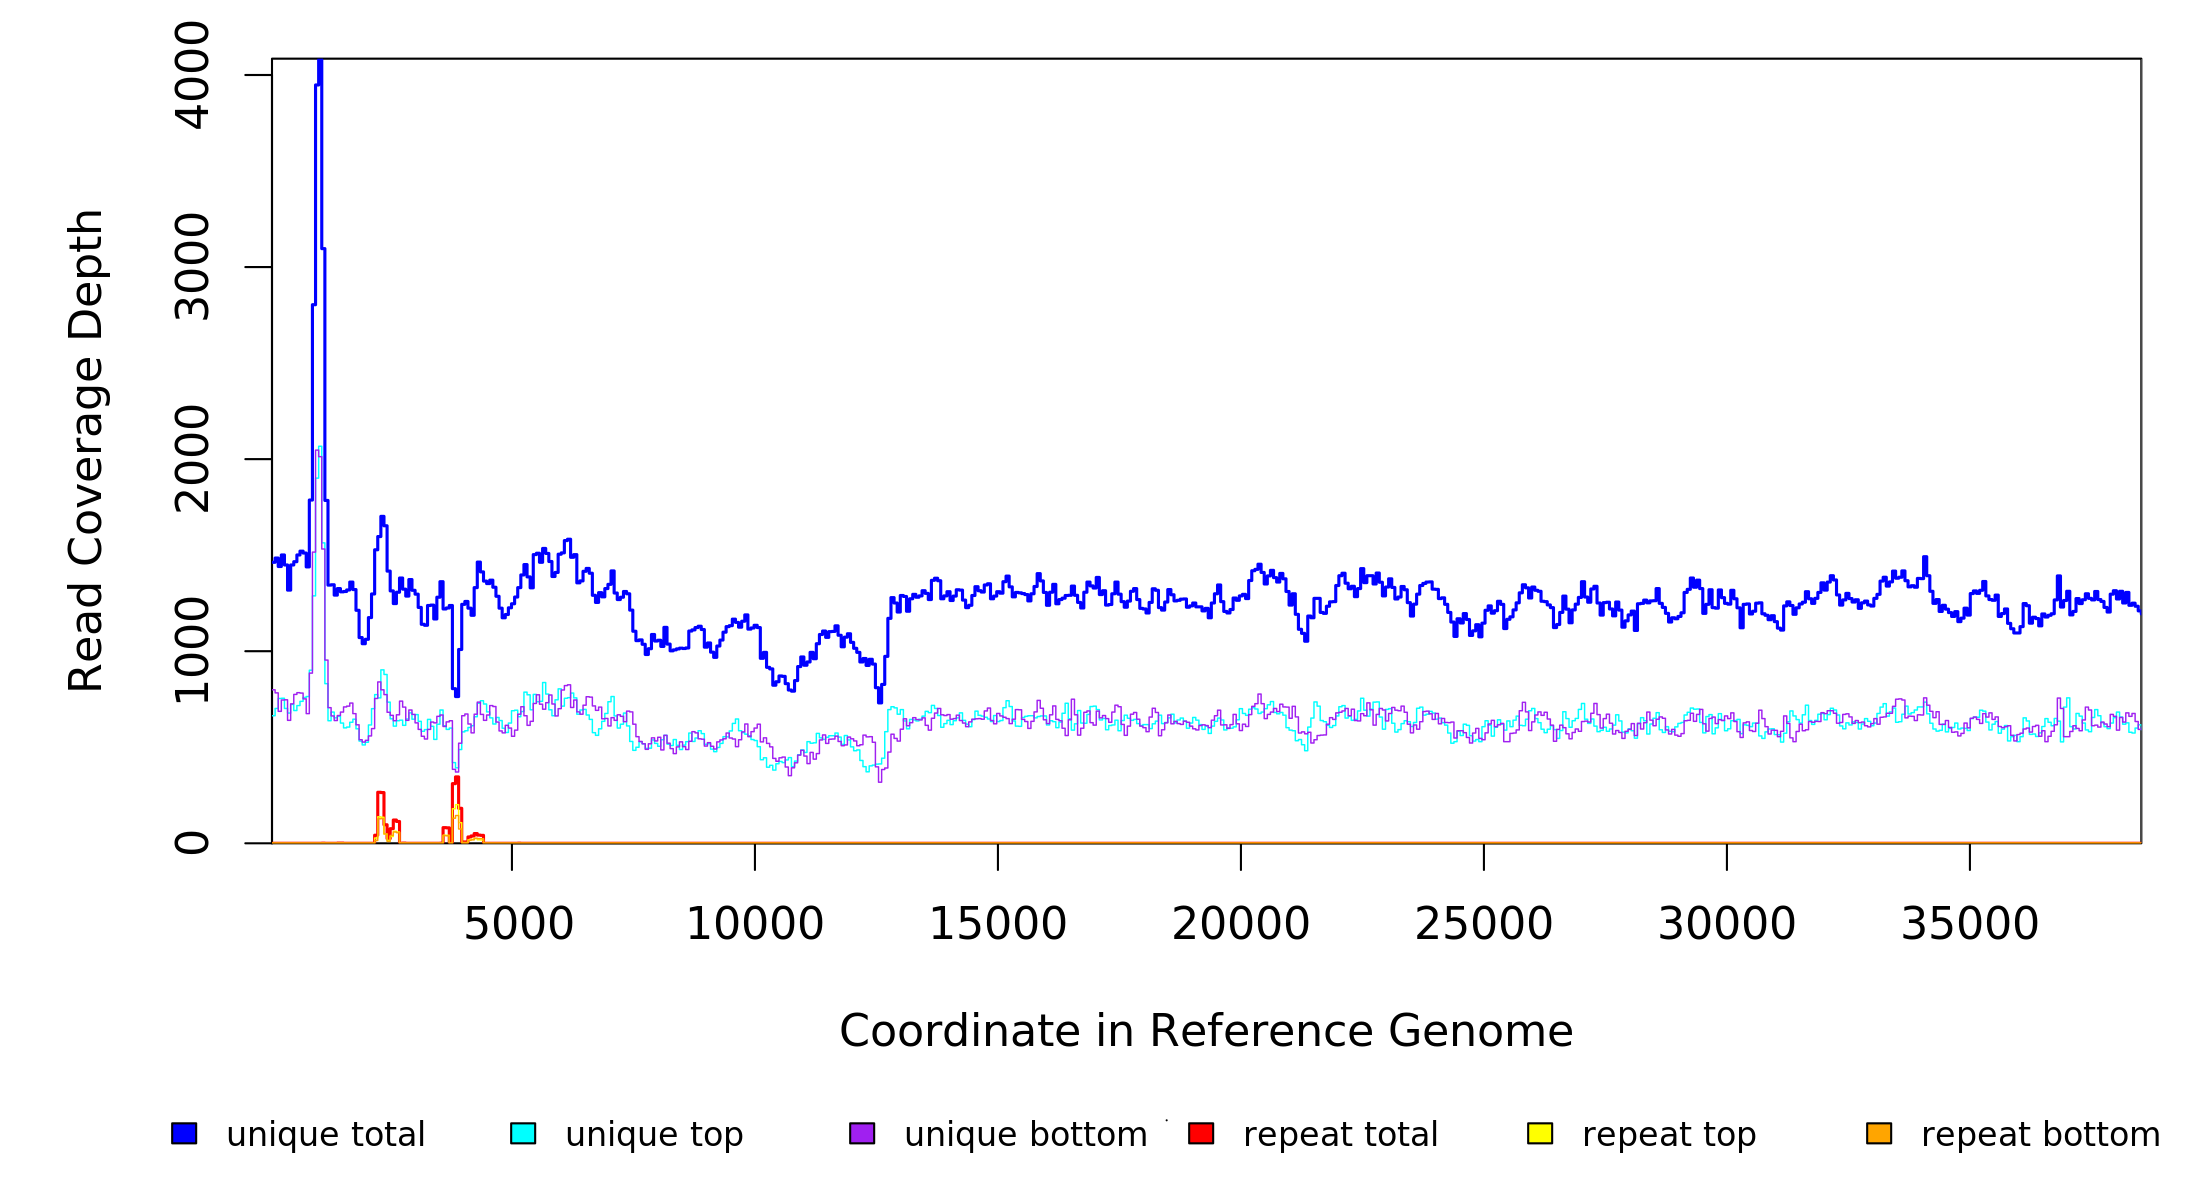 4000
3000
2000
1000
0
Read Coverage Depth
5000 10000 15000 20000 25000 30000 35000
Coordinate in Reference Genome
unique total unique top unique bottom repeat total repeat top repeat bottom